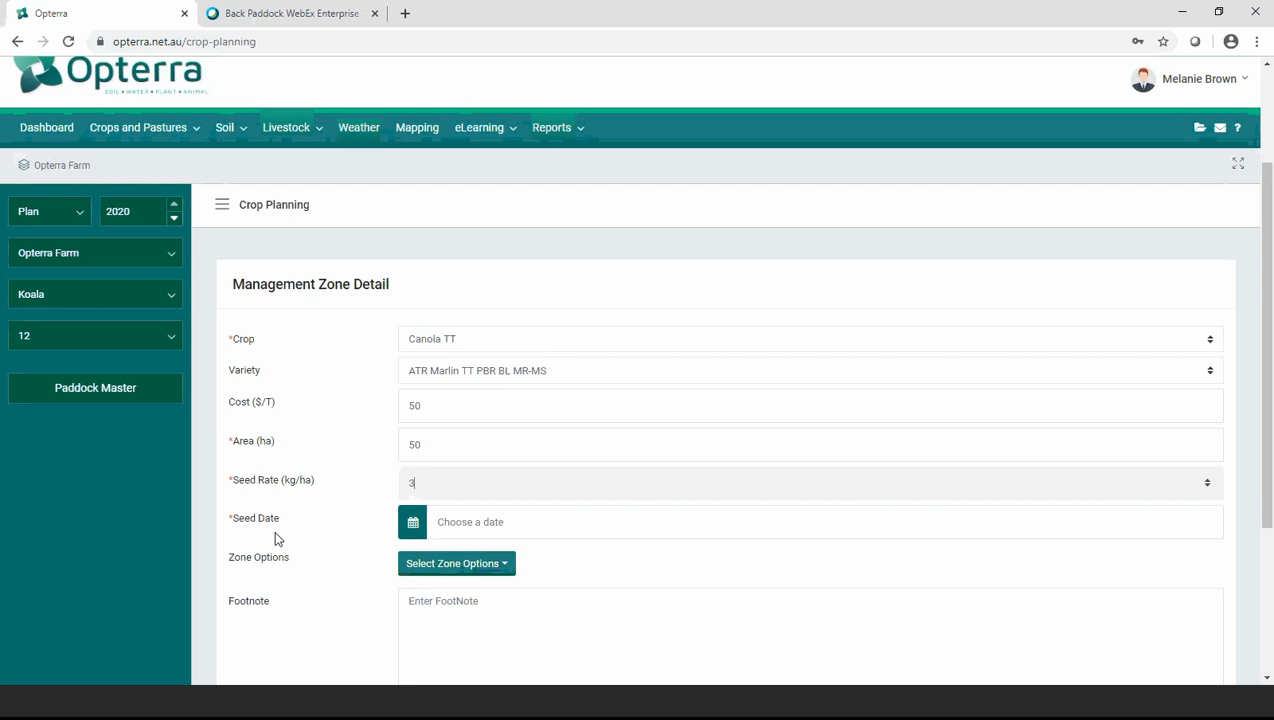 Opterra
Back Paddock WebEx Enterprise
opterra.net.au/crop-planning
Opterra
SOIL • WATER • PLANT • ANIMAL
Melanie Brown
Dashboard Crops and Pastures Soil Livestock Weather Mapping eLearning Reports ?
Opterra Farm
Plan 2020
Opterra Farm
Koala
12
Paddock Master
Crop Planning
Management Zone Detail
*Crop Canola TT
Variety ATR Marlin TT PBR BL MR-MS
Cost ($/T) 50
*Area (ha) 50
*Seed Rate (kg/ha) 3
*Seed Date Choose a date
Zone Options Select Zone Options
Footnote Enter FootNote